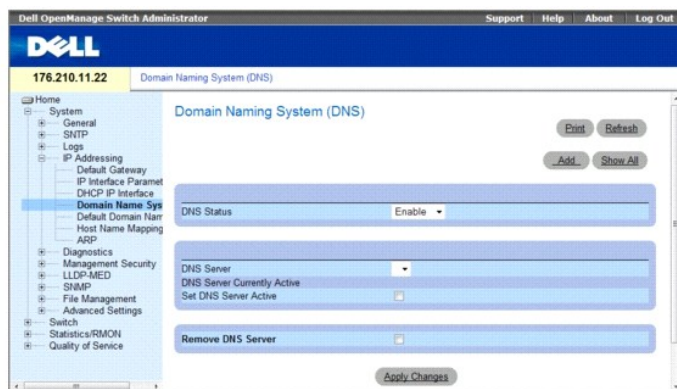 Dell OpenManage Switch Administrator
Support Help About Log Out
DELL
176.210.11.22
Domain Naming System (DNS)
Home
System
General
SNTP
Logs
IP Addressing
Default Gateway
IP Interface Paramet
DHCP IP Interface
Domain Name Sys
Default Domain Nam
Host Name Mapping
ARP
Diagnostics
Management Security
LLDP-MED
SNMP
File Management
Advanced Settings
Switch
Statistics/RMON
Quality of Service
Domain Naming System (DNS)
Print Refresh
Add Show All
DNS Status Enable
DNS Server
DNS Server Currently Active
Set DNS Server Active
Remove DNS Server
Apply Changes